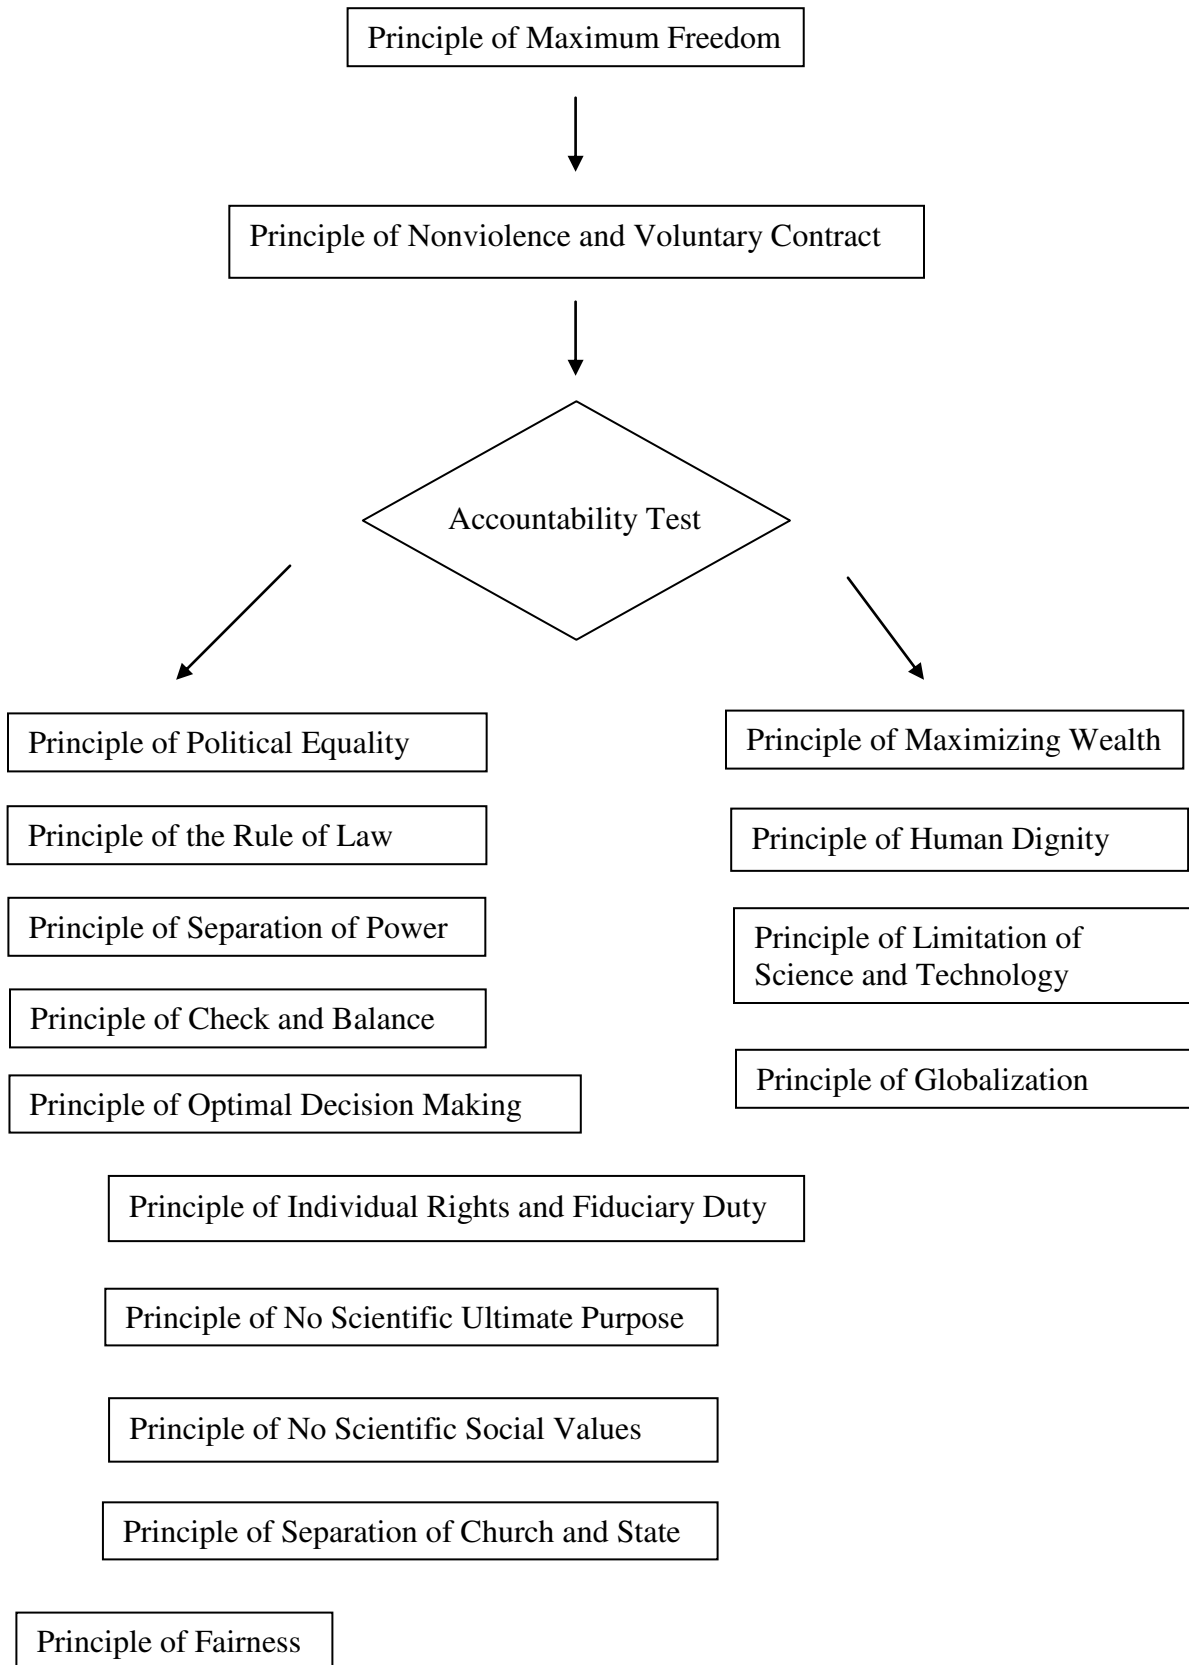 Principle of Maximum Freedom
Principle of Nonviolence and Voluntary Contract
Accountability Test
Principle of Political Equality
Principle of the Rule of Law
Principle of Separation of Power
Principle of Check and Balance
Principle of Optimal Decision Making
Principle of Maximizing Wealth
Principle of Human Dignity
Principle of Limitation of
Science and Technology
Principle of Globalization
Principle of Individual Rights and Fiduciary Duty
Principle of No Scientific Ultimate Purpose
Principle of No Scientific Social Values
Principle of Separation of Church and State
Principle of Fairness